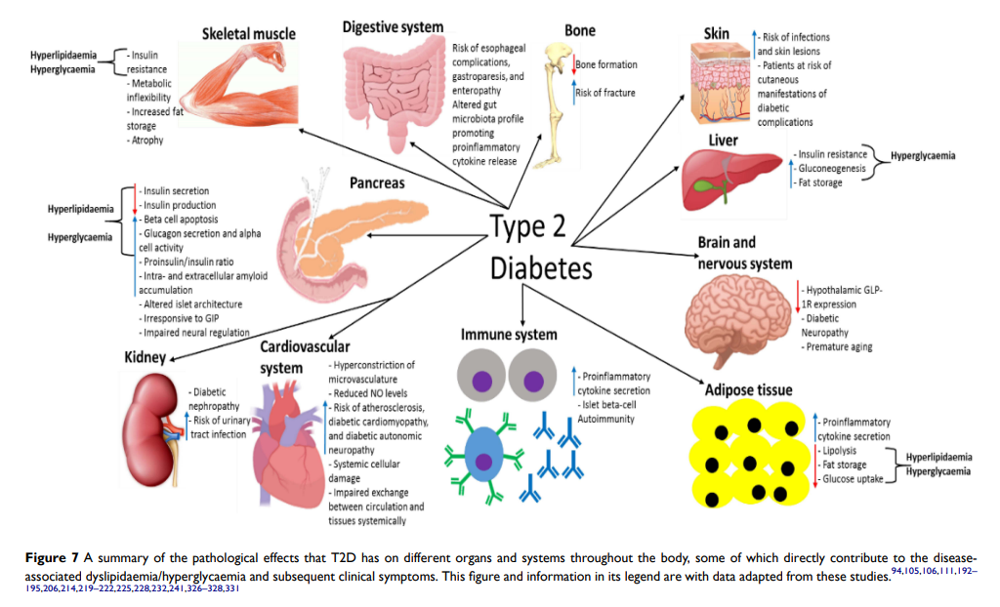 Skeletal muscle
Hyperlipidaemia
Hyperglycaemia
- Insulin
resistance
- Metabolic
inflexibility
- Increased fat
storage
- Atrophy
Digestive system
Risk of esophageal
complications,
gastroparesis, and
enteropathy
Altered gut
microbiota profile
promoting
proinflammatory
cytokine release
Bone
Bone formation
Risk of fracture
Skin
- Risk of infections
and skin lesions
- Patients at risk of
cutaneous
manifestations of
diabetic
complications
Liver
- Insulin resistance
- Gluconeogenesis
- Fat storage
Hyperglycaemia
Pancreas
Hyperlipidaemia
Hyperglycaemia
- Insulin secretion
- Insulin production
- Beta cell apoptosis
- Glucagon secretion and alpha
cell activity
- Proinsulin/insulin ratio
- Intra- and extracellular amyloid
accumulation
- Altered islet architecture
- Irresponsive to GIP
- Impaired neural regulation
Type 2
Diabetes
Brain and
nervous system
- Hypothalamic GLP-
1R expression
- Diabetic
Neuropathy
- Premature aging
Kidney
- Diabetic
nephropathy
- Risk of urinary
tract infection
Cardiovascular
system
- Hyperconstriction of
microvasculature
- Reduced NO levels
- Risk of atherosclerosis,
diabetic cardiomyopathy,
and diabetic autonomic
neuropathy
- Systemic cellular
damage
- Impaired exchange
between circulation and
tissues systemically
Immune system
- Proinflammatory
cytokine secretion
- Islet beta-cell
Autoimmunity
Adipose tissue
- Proinflammatory
cytokine secretion
- Lipolysis
- Fat storage
- Glucose uptake
Hyperlipidaemia
Hyperglycaemia
Figure 7 A summary of the pathological effects that T2D has on different organs and systems throughout the body, some of which directly contribute to the disease-
associated dyslipidaemia/hyperglycaemia and subsequent clinical symptoms. This figure and information in its legend are with data adapted from these studies.94,105,106,111,192–
195,206,214,219–222,225,228,232,241,326–328,331